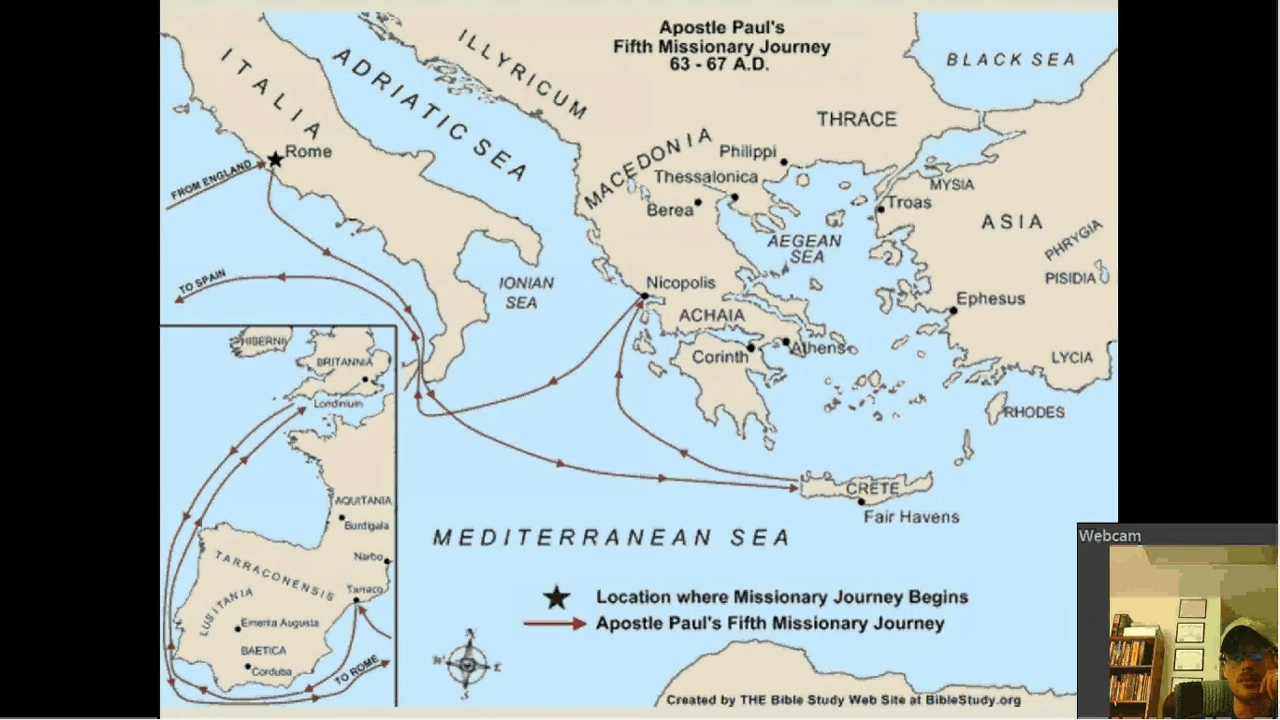 Apostle Paul's
Fifth Missionary Journey
63 - 67 A.D.
BLACK SEA
ILLYRICUM
ITALIA
ADRIATIC SEA
THRACE
MACEDONIA
Philippi
Rome
Thessalonica
FROM ENGLAND
MYSIA
Berea
Troas
ASIA
PHRYGIA
AEGEAN
SEA
PISIDIA
TO SPAIN
IONIAN
SEA
Nicopolis
Ephesus
ACHAIA
HIBERNI
Athens
Corinth
LYCIA
BRITANNIA
Londinium
RHODES
CRETE
AQUITANIA
Fair Havens
Burdigala
MEDITERRANEAN SEA
Webcam
Narbo
TARRACONENSIS
Tarraco
LUSITANIA
Location where Missionary Journey Begins
Emerita Augusta
Apostle Paul's Fifth Missionary Journey
BAETICA
TO ROME
Corduba
N
W
E
S
Created by THE Bible Study Web Site at BibleStudy.org